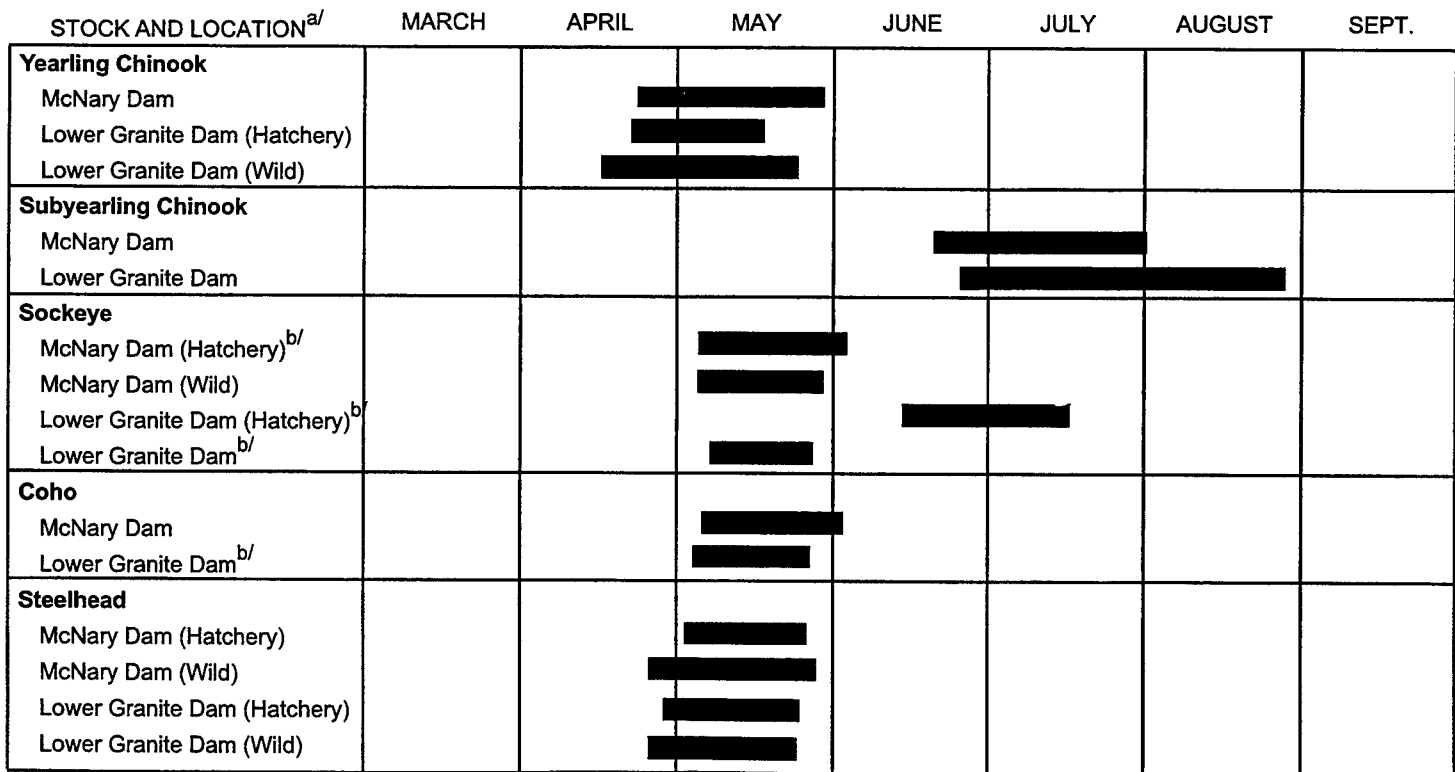 STOCK AND LOCATION a/ MARCH APRIL MAY JUNE JULY AUGUST SEPT.
Yearling Chinook
McNary Dam
Lower Granite Dam (Hatchery)
Lower Granite Dam (Wild)
Subyearling Chinook
McNary Dam
Lower Granite Dam
Sockeye
McNary Dam (Hatchery) b/
McNary Dam (Wild)
Lower Granite Dam (Hatchery) b/
Lower Granite Dam b/
Coho
McNary Dam
Lower Granite Dam b/
Steelhead
McNary Dam (Hatchery)
McNary Dam (Wild)
Lower Granite Dam (Hatchery)
Lower Granite Dam (Wild)